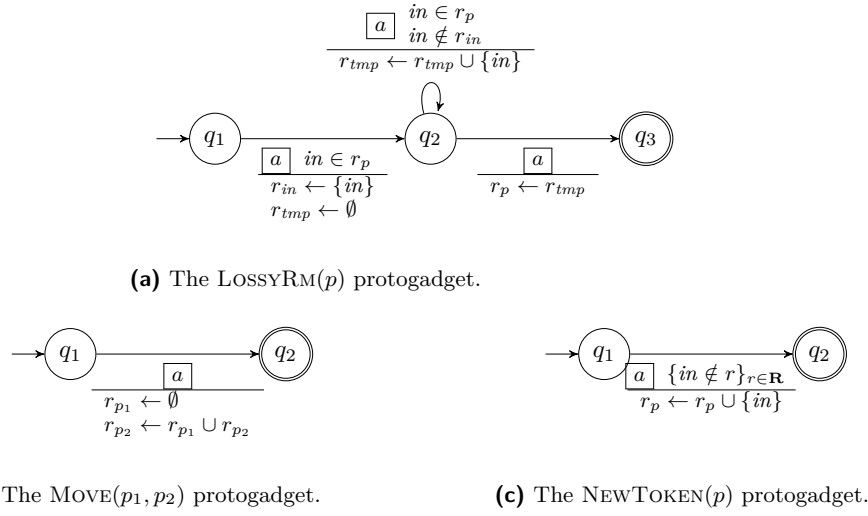 a in ∈ r_p
in ∉ r_in
r_tmp ← r_tmp ∪ {in}
q_1 q_2 q_3
a in ∈ r_p
r_in ← {in}
r_tmp ← ∅
a
r_p ← r_tmp
(a) The LOSSYRM(p) protogadget.
q_1 q_2
a
r_{p_1} ← ∅
r_{p_2} ← r_{p_1} ∪ r_{p_2}
The MOVE(p_1, p_2) protogadget.
q_1 q_2
a {in ∉ r}_{r∈R}
r_p ← r_p ∪ {in}
(c) The NEWTOKEN(p) protogadget.